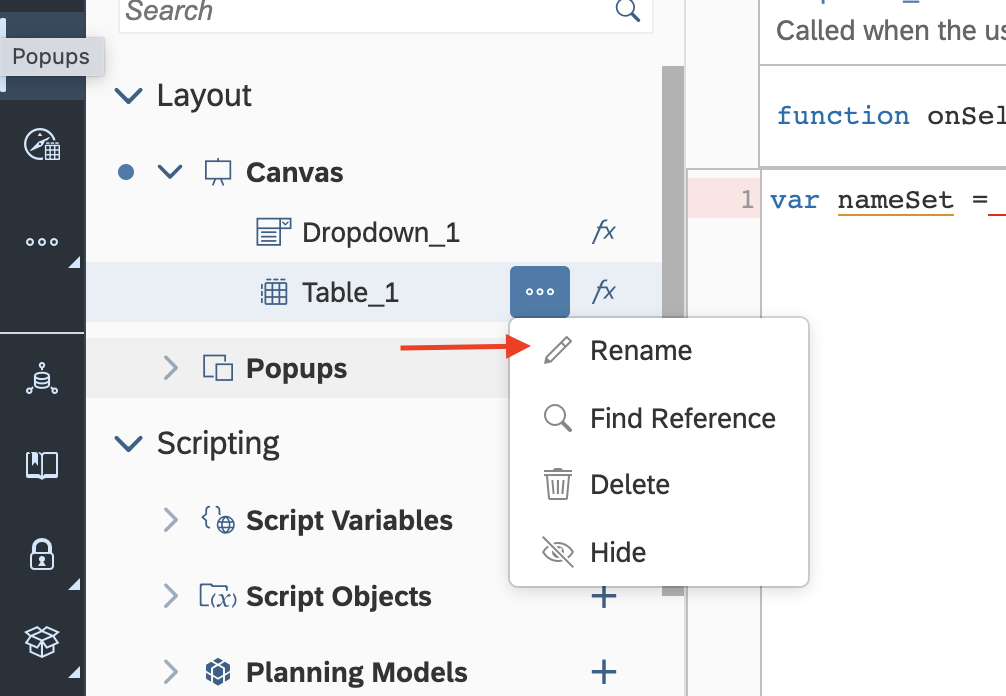 Search
Popups
Called when the us
Layout
function onSel
Canvas
1 var nameSet =
Dropdown_1 fx
Table_1 fx
Rename
Popups
Find Reference
Scripting
Delete
Script Variables
Hide
Script Objects +
Planning Models +